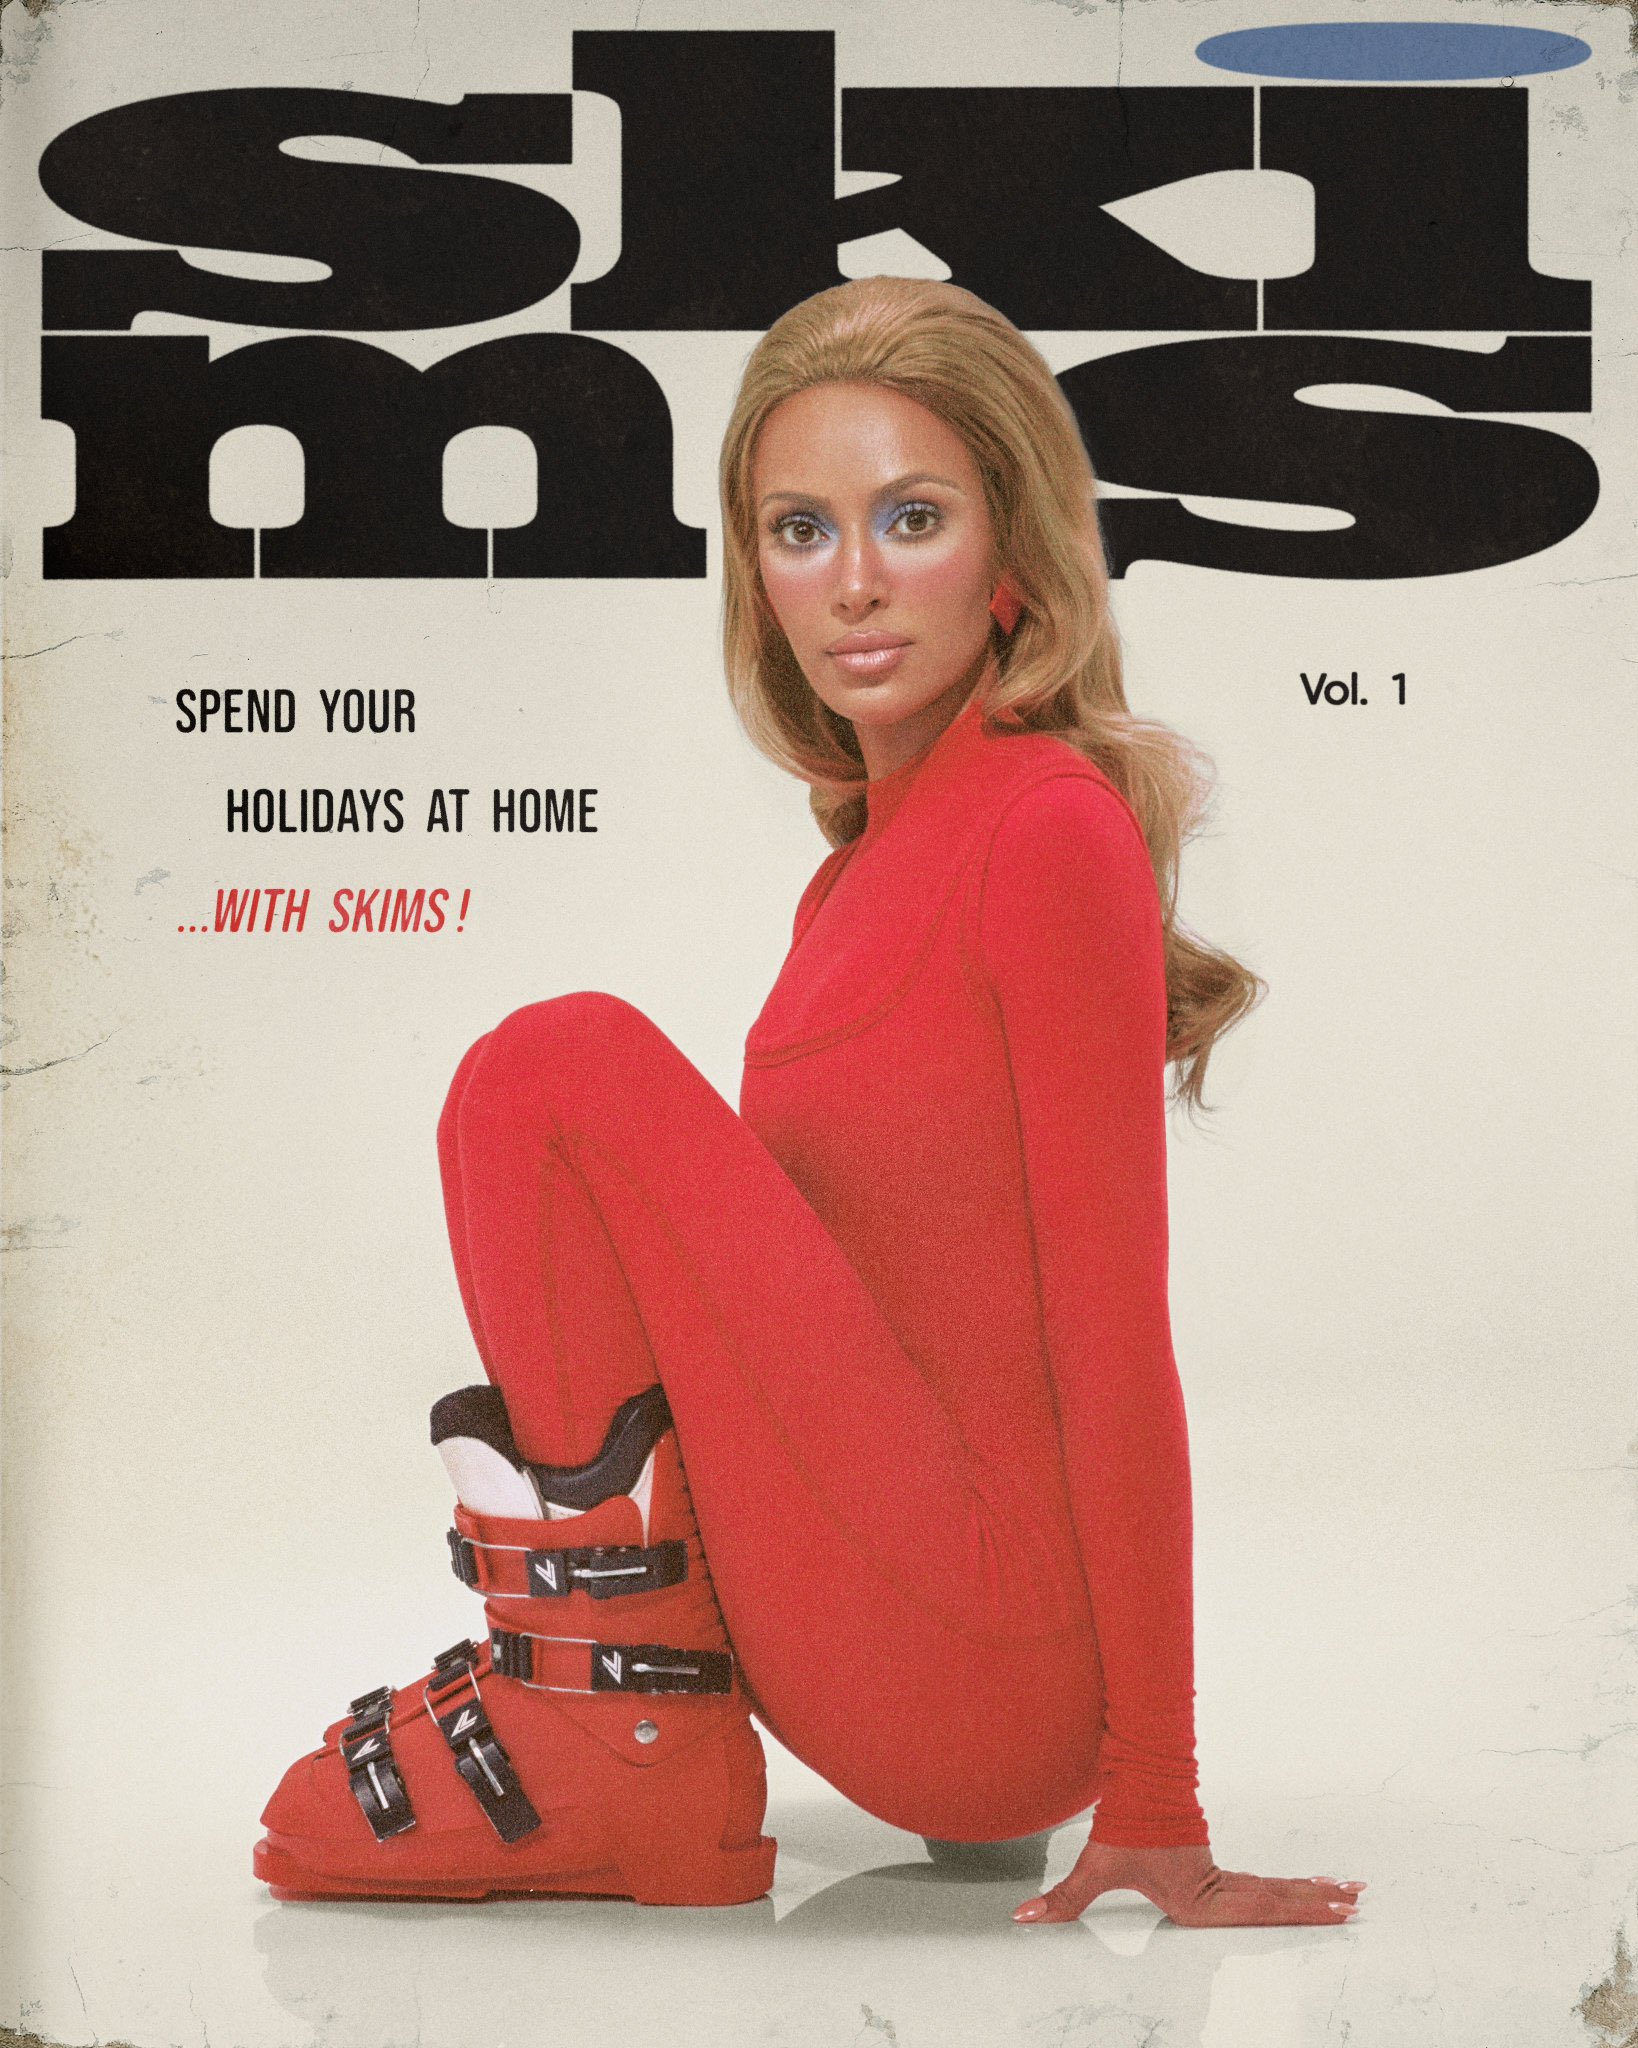 ski
ms
SPEND YOUR
HOLIDAYS AT HOME
...WITH SKIMS!
Vol. 1